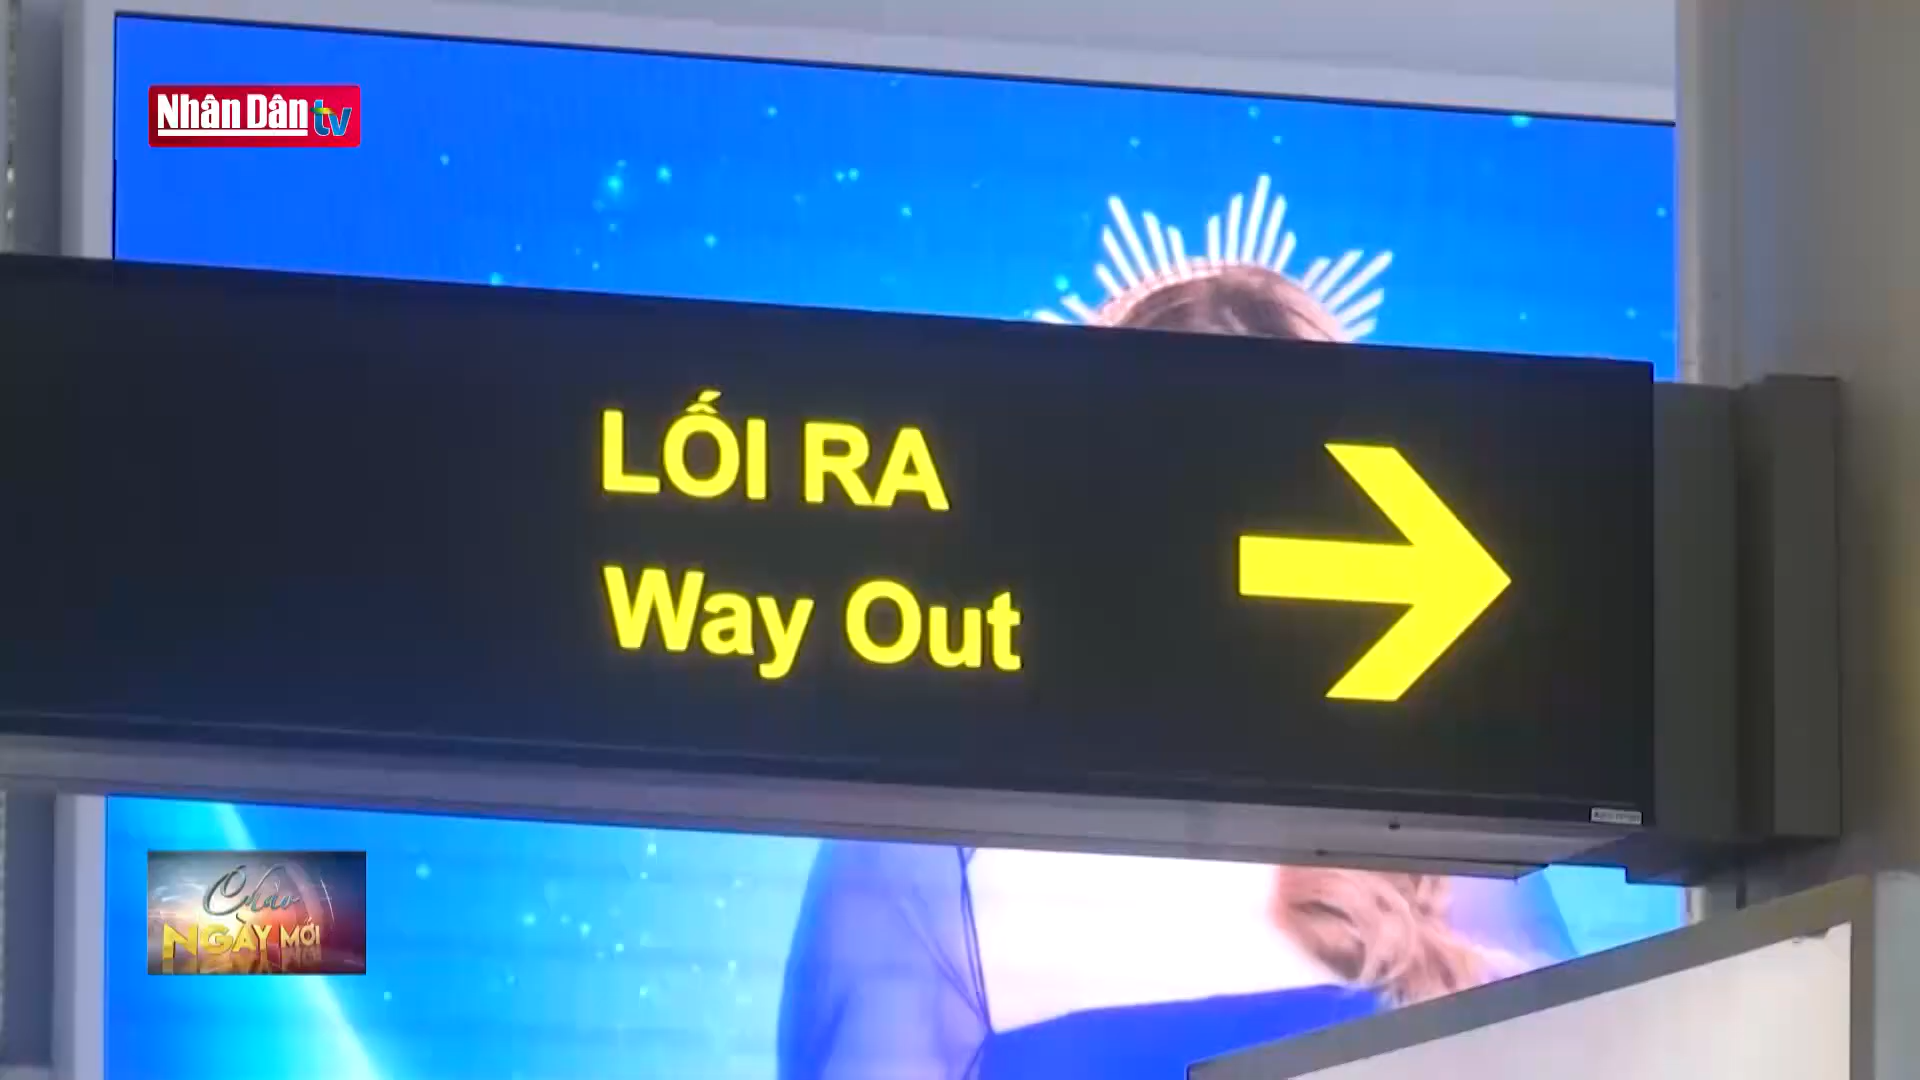 Nhân Dân tv
LỐI RA
Way Out
Chào
NGÀY MỚI